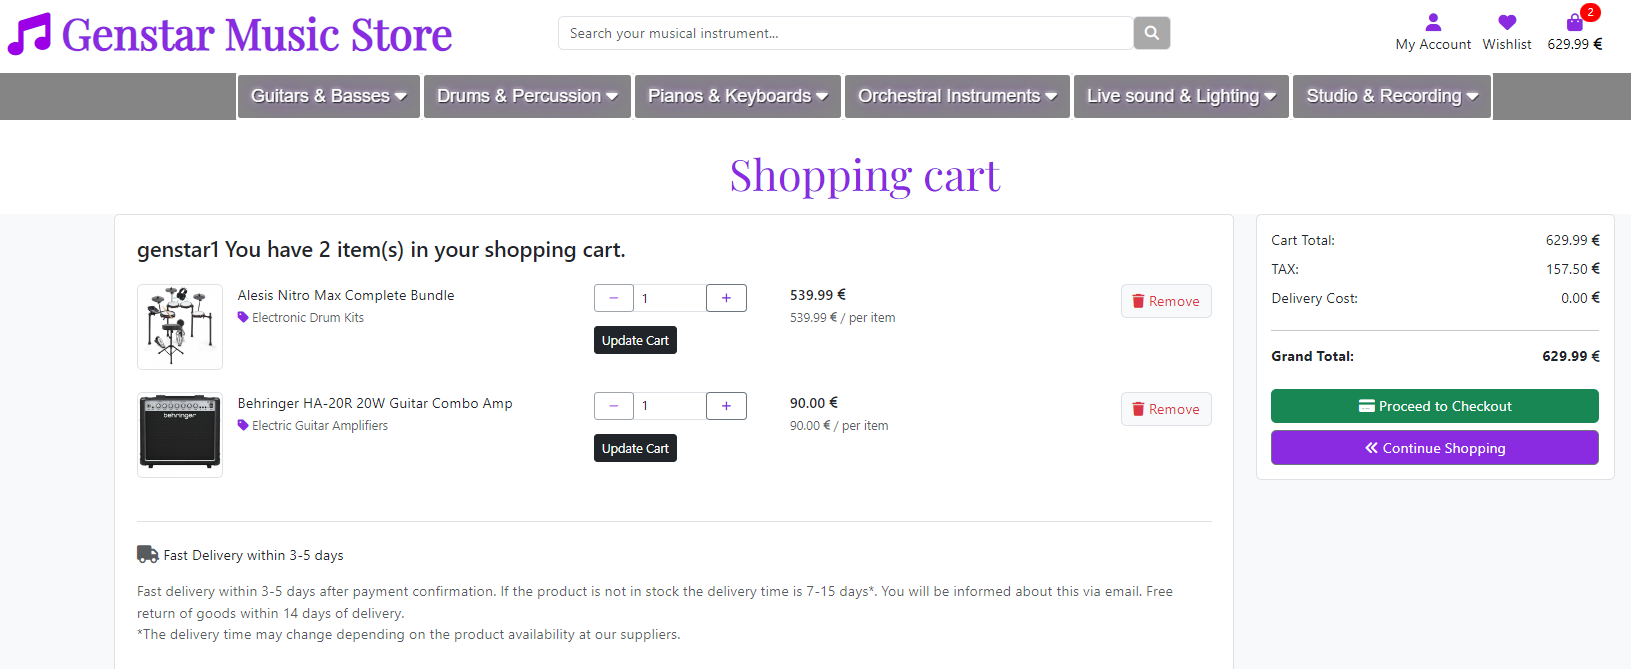 Genstar Music Store
Search your musical instrument...
2
My Account Wishlist 629.99 €
Guitars & Basses Drums & Percussion Pianos & Keyboards Orchestral Instruments Live sound & Lighting Studio & Recording
Shopping cart
genstar1 You have 2 item(s) in your shopping cart.
Alesis Nitro Max Complete Bundle
Electronic Drum Kits
− 1 +
Update Cart
539.99 €
539.99 € / per item
Remove
behringer
Behringer HA-20R 20W Guitar Combo Amp
Electric Guitar Amplifiers
− 1 +
Update Cart
90.00 €
90.00 € / per item
Remove
Fast Delivery within 3-5 days
Fast delivery within 3-5 days after payment confirmation. If the product is not in stock the delivery time is 7-15 days*. You will be informed about this via email. Free
return of goods within 14 days of delivery.
*The delivery time may change depending on the product availability at our suppliers.
Cart Total: 629.99 €
TAX: 157.50 €
Delivery Cost: 0.00 €
Grand Total: 629.99 €
Proceed to Checkout
Continue Shopping